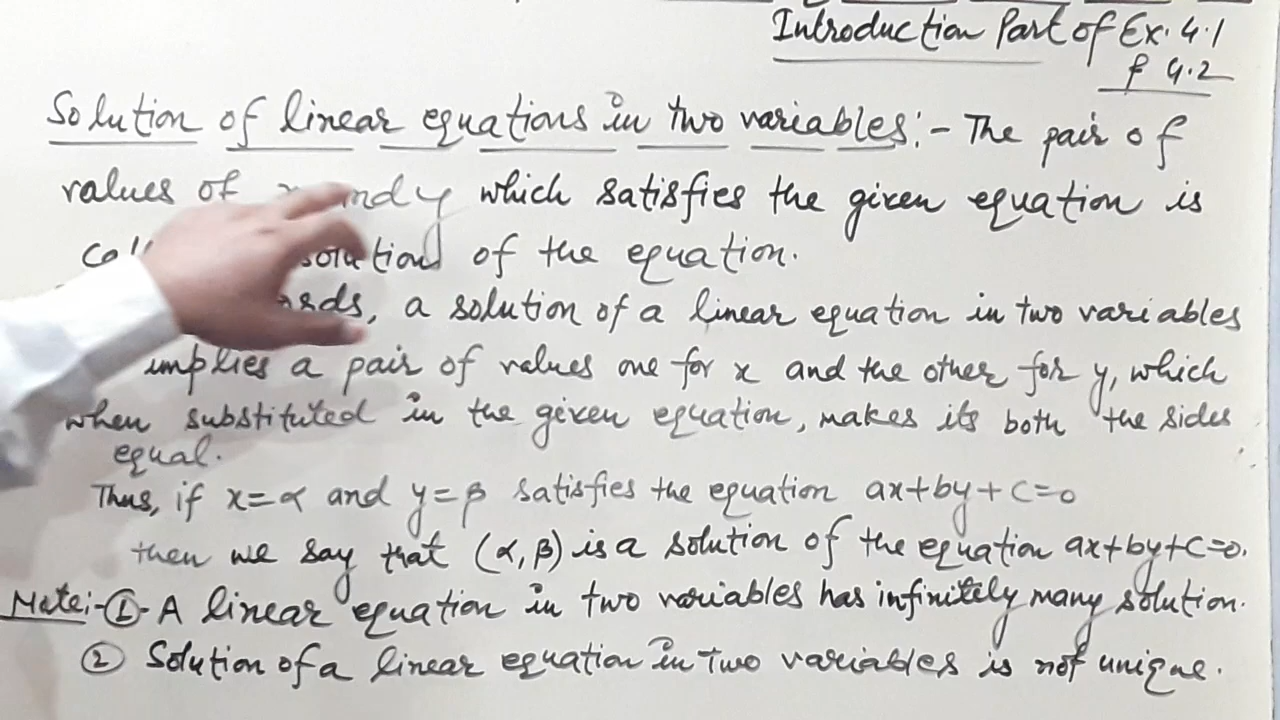 Introduction Part of Ex. 4.1
& 4.2
Solution of linear equations in two variables:- The pair of
values of x and y which satisfies the given equation is
solution of the equation.
a solution of a linear equation in two variables
implies a pair of values one for x and the other for y, which
when substituted in the given equation, makes its both the sides
equal.
Thus, if x=α and y=β satisfies the equation ax+by+c=0
then we say that (α,β) is a solution of the equation ax+by+c=0.
Note:-①- A linear equation in two variables has infinitely many solution.
② Solution of a linear equation in two variables is not unique.